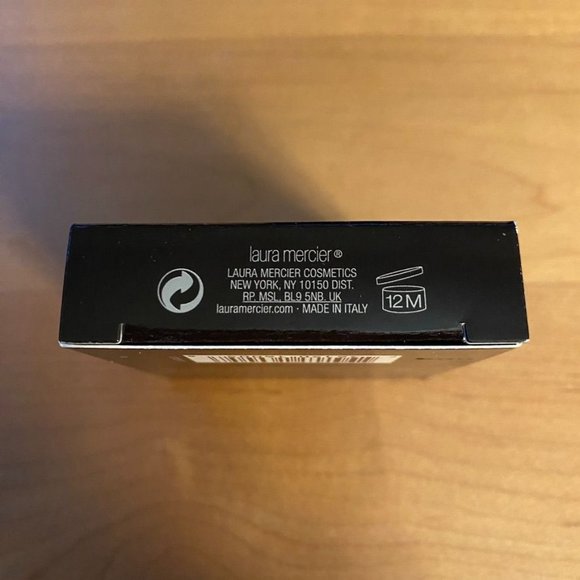 laura mercier®
LAURA MERCIER COSMETICS
NEW YORK, NY 10150 DIST.
RP. MSL, BL9 5NB. UK
lauramercier.com · MADE IN ITALY
12M